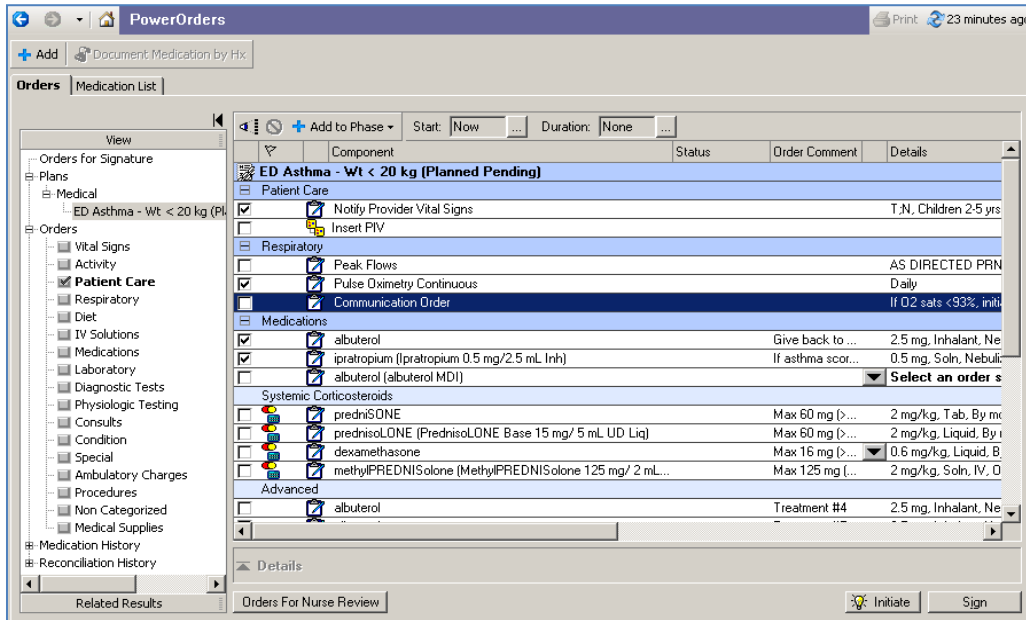 PowerOrders
Print 23 minutes ago
Add Document Medication by Hx
Orders Medication List
View
Orders for Signature
Plans
Medical
ED Asthma - Wt < 20 kg (Pl
Orders
Vital Signs
Activity
Patient Care
Respiratory
Diet
IV Solutions
Medications
Laboratory
Diagnostic Tests
Physiologic Testing
Consults
Condition
Special
Ambulatory Charges
Procedures
Non Categorized
Medical Supplies
Medication History
Reconciliation History
Related Results
Add to Phase Start: Now ... Duration: None ...
Component Status Order Comment Details
ED Asthma - Wt < 20 kg (Planned Pending)
Patient Care
Notify Provider Vital Signs T;N, Children 2-5 yrs
Insert PIV
Respiratory
Peak Flows AS DIRECTED PRN
Pulse Oximetry Continuous Daily
Communication Order If O2 sats <93%, initi
Medications
albuterol Give back to ... 2.5 mg, Inhalant, Ne
ipratropium (Ipratropium 0.5 mg/2.5 mL Inh) If asthma scor... 0.5 mg, Soln, Nebuli
albuterol (albuterol MDI) Select an order s
Systemic Corticosteroids
predniSONE Max 60 mg (>... 2 mg/kg, Tab, By mo
prednisoLONE (PrednisoLONE Base 15 mg/ 5 mL UD Liq) Max 60 mg (>... 2 mg/kg, Liquid, By
dexamethasone Max 16 mg (>... 0.6 mg/kg, Liquid, B
methylPREDNISolone (MethylPREDNISolone 125 mg/ 2 mL... Max 125 mg (... 2 mg/kg, Soln, IV, O
Advanced
albuterol Treatment #4 2.5 mg, Inhalant, Ne
Details
Orders For Nurse Review Initiate Sign